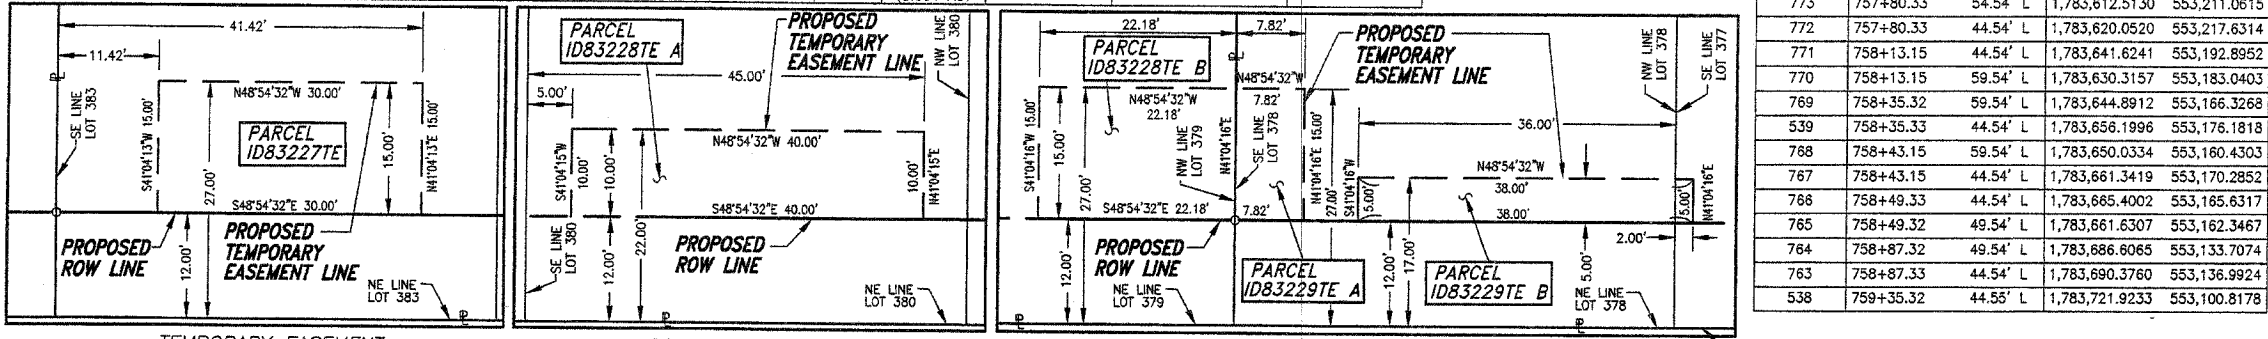 41.42'
11.42'
PL
SE LINE
LOT 383
N48°54'32"W 30.00'
S41°04'13"W 15.00'
27.00'
PARCEL
ID83227TE
15.00'
N41°04'13"E 15.00'
S48°54'32"E 30.00'
PROPOSED
ROW LINE
12.00'
PROPOSED
TEMPORARY
EASEMENT LINE
NE LINE
LOT 383
PL
PARCEL
ID83228TE A
PROPOSED
TEMPORARY
EASEMENT LINE
NW LINE
LOT 380
45.00'
5.00'
N48°54'32"W 40.00'
S41°04'15"W
10.00'
10.00'
22.00'
10.00'
N41°04'15"E
S48°54'32"E 40.00'
SE LINE
LOT 380
12.00'
PROPOSED
ROW LINE
NE LINE
LOT 380
PL
22.18'
7.82'
PARCEL
ID83228TE B
PL
PROPOSED
TEMPORARY
EASEMENT LINE
NW LINE
LOT 378
SE LINE
LOT 377
N48°54'32"W
7.82'
N48°54'32"W
22.18'
S41°04'16"W 15.00'
15.00'
27.00'
NW LINE
LOT 379
N41°04'16"E
SE LINE
LOT 378
N41°04'16"E 15.00'
27.00'
S41°04'16"W
5.00'
36.00'
N48°54'32"W
38.00'
38.00'
5.00'
N41°04'16"E
S48°54'32"E 22.18'
7.82'
12.00'
PROPOSED
ROW LINE
NE LINE
LOT 379
PARCEL
ID83229TE A
12.00'
17.00'
PARCEL
ID83229TE B
5.00'
2.00'
NE LINE
LOT 378
PL
PL
773 757+80.33 54.54' L 1,783,612.5130 553,211.0615
772 757+80.33 44.54' L 1,783,620.0520 553,217.6314
771 758+13.15 44.54' L 1,783,641.6241 553,192.8952
770 758+13.15 59.54' L 1,783,630.3157 553,183.0403
769 758+35.32 59.54' L 1,783,644.8912 553,166.3268
539 758+35.33 44.54' L 1,783,656.1996 553,176.1818
768 758+43.15 59.54' L 1,783,650.0334 553,160.4303
767 758+43.15 44.54' L 1,783,661.3419 553,170.2852
766 758+49.33 44.54' L 1,783,665.4002 553,165.6317
765 758+49.32 49.54' L 1,783,661.6307 553,162.3467
764 758+87.32 49.54' L 1,783,686.6065 553,133.7074
763 758+87.33 44.54' L 1,783,690.3760 553,136.9924
538 759+35.32 44.55' L 1,783,721.9233 553,100.8178
TEMPORARY EASEMENT